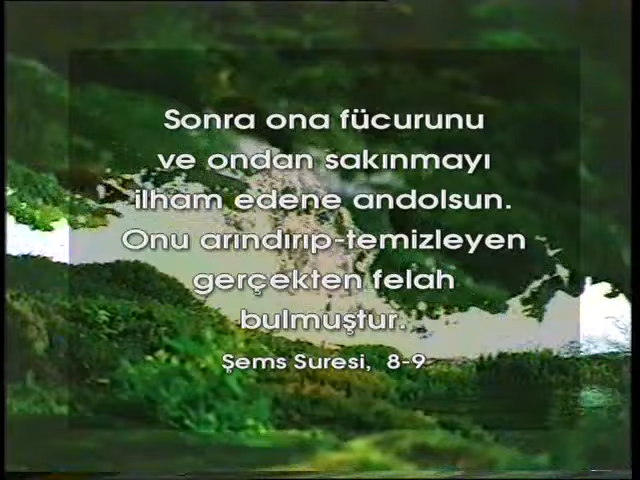 Sonra ona fücurunu
ve ondan sakınmayı
ilham edene andolsun.
Onu arındırıp-temizleyen
gerçekten felah
bulmuştur.
Şems Suresi, 8-9